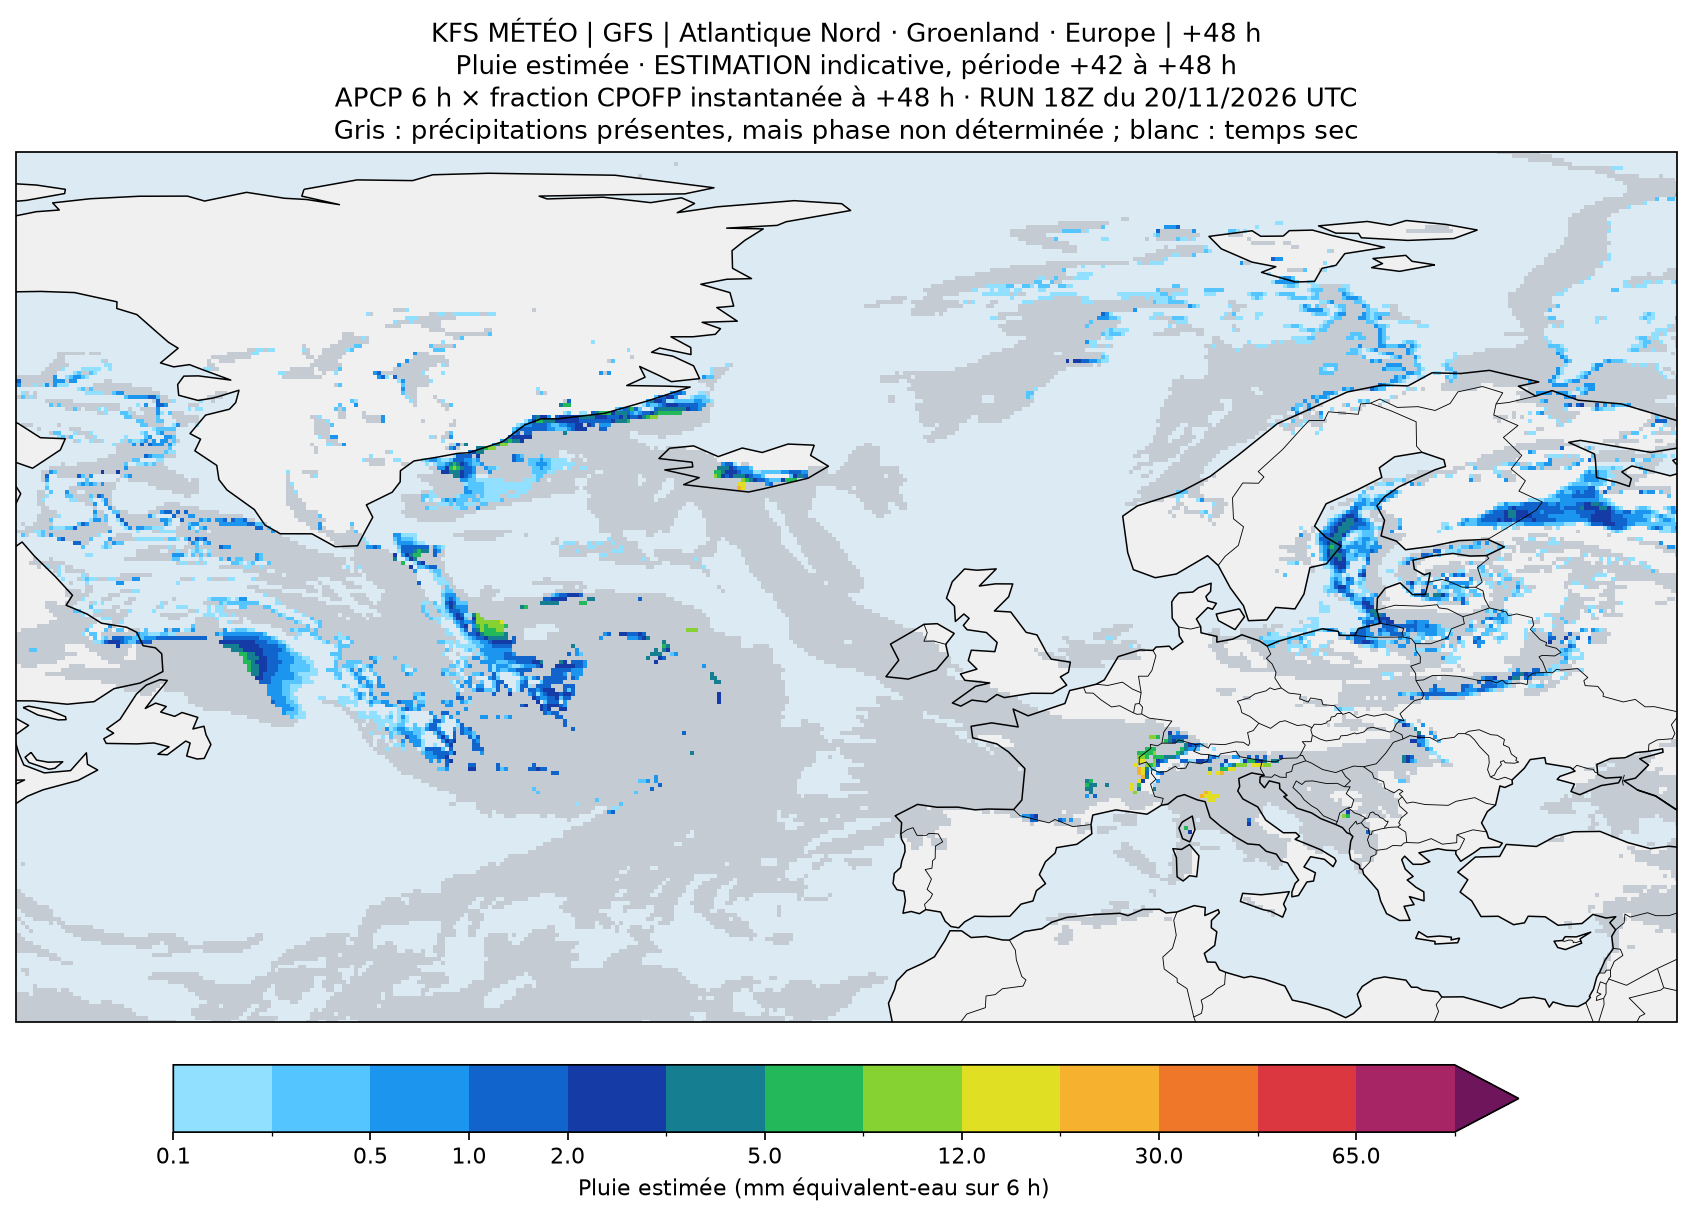 KFS MÉTÉO | GFS | Atlantique Nord · Groenland · Europe | +48 h
Pluie estimée · ESTIMATION indicative, période +42 à +48 h
APCP 6 h × fraction CPOFP instantanée à +48 h · RUN 18Z du 20/11/2026 UTC
Gris : précipitations présentes, mais phase non déterminée ; blanc : temps sec
0.1 0.5 1.0 2.0 5.0 12.0 30.0 65.0
Pluie estimée (mm équivalent-eau sur 6 h)